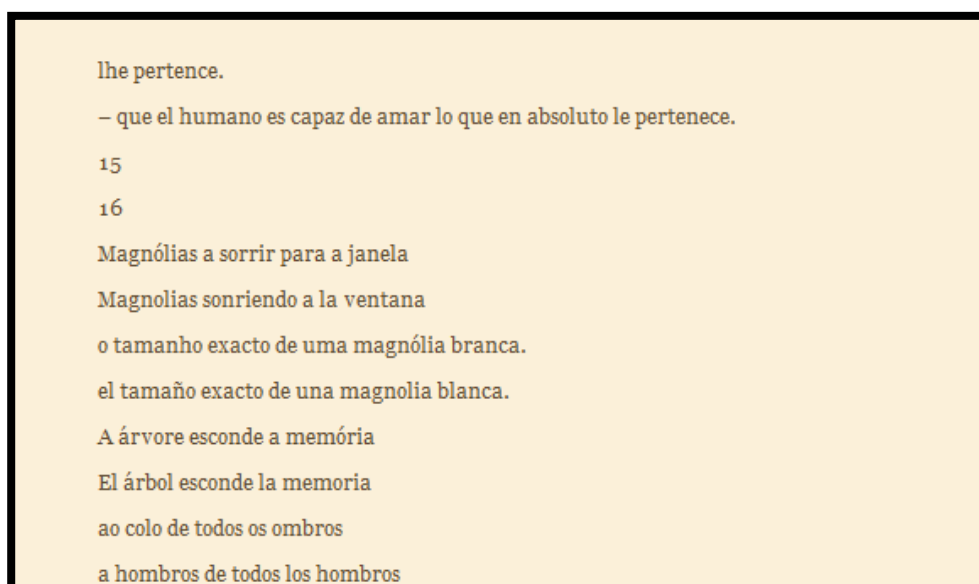 lhe pertence.
– que el humano es capaz de amar lo que en absoluto le pertenece.
15
16
Magnólias a sorrir para a janela
Magnolias sonriendo a la ventana
o tamanho exacto de uma magnólia branca.
el tamaño exacto de una magnolia blanca.
A árvore esconde a memória
El árbol esconde la memoria
ao colo de todos os ombros
a hombros de todos los hombros